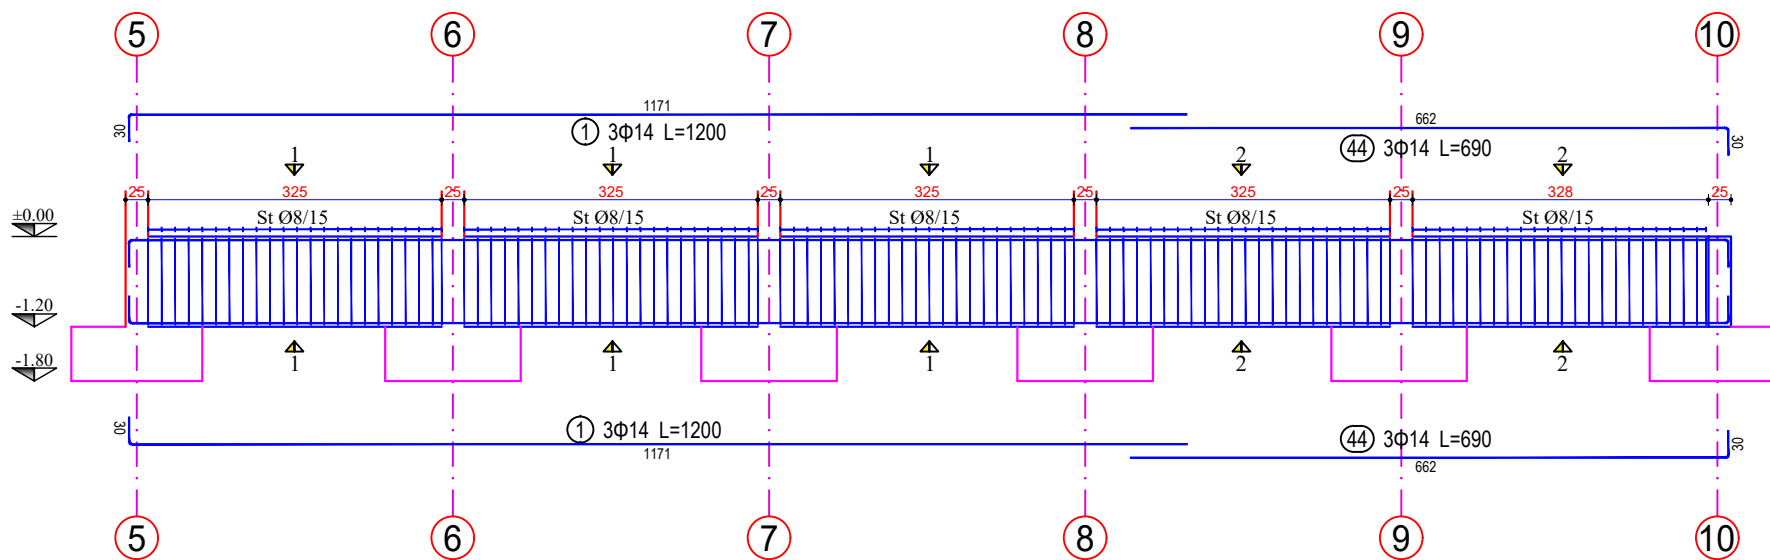 5 6 7 8 9 10
1171
30 1 3Φ14 L=1200
662
44 3Φ14 L=690 30
1 1 1 2 2
25 325 25 325 25 325 25 325 25 328 25
±0.00 St Ø8/15 St Ø8/15 St Ø8/15 St Ø8/15 St Ø8/15
-1.20
-1.80
1 1 1 2 2
30 1 3Φ14 L=1200
1171
44 3Φ14 L=690 30
662
5 6 7 8 9 10